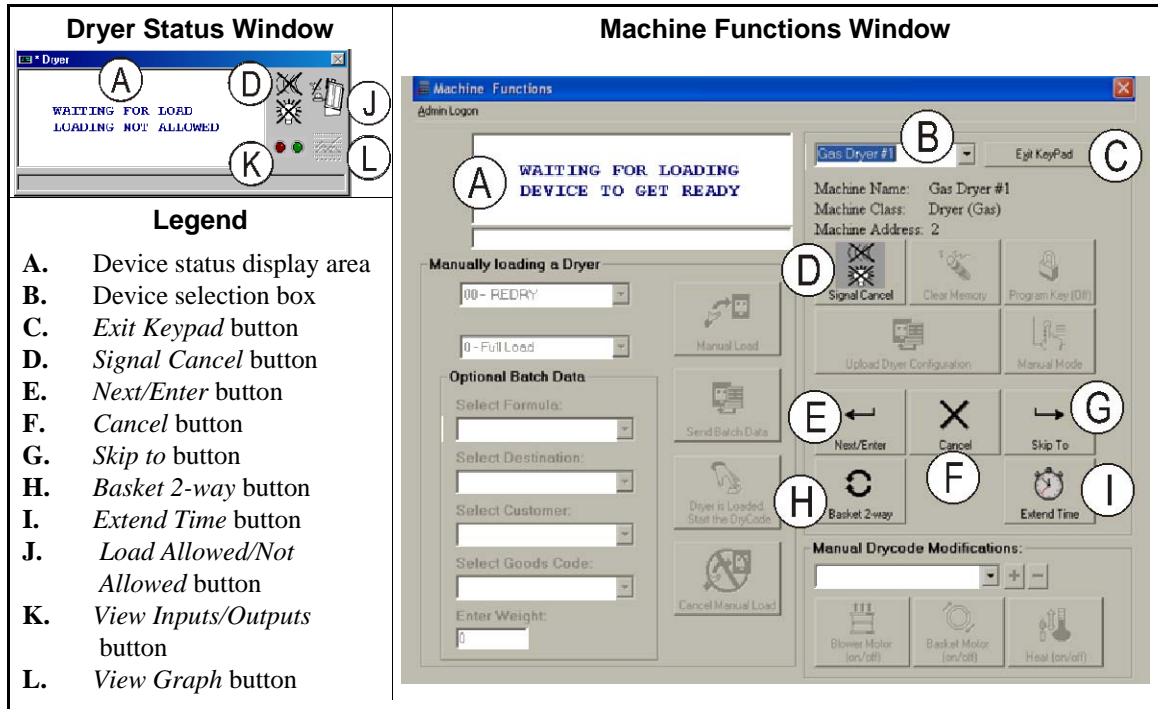 Dryer Status Window
* Dryer
A
D
WAITING FOR LOAD
LOADING NOT ALLOWED
J
K
L
Legend
A. Device status display area
B. Device selection box
C. Exit Keypad button
D. Signal Cancel button
E. Next/Enter button
F. Cancel button
G. Skip to button
H. Basket 2-way button
I. Extend Time button
J. Load Allowed/Not
Allowed button
K. View Inputs/Outputs
button
L. View Graph button
Machine Functions Window
Machine Functions
Admin Logon
A
WAITING FOR LOADING
DEVICE TO GET READY
Manually loading a Dryer
00- REDRY
0 - Full Load
Manual Load
Optional Batch Data
Select Formula:
Send Batch Data
Select Destination:
Select Customer:
Dryer is Loaded.
Start the DryCode
Select Goods Code:
Enter Weight:
0
Cancel Manual Load
Gas Dryer #1
B
Exit KeyPad
C
Machine Name: Gas Dryer #1
Machine Class: Dryer (Gas)
Machine Address: 2
D
Signal Cancel
Clear Memory
Program Key (Off)
Upload Dryer Configuration
Manual Mode
E
Next/Enter
Cancel
F
Skip To
G
H
Basket 2-way
Extend Time
I
Manual Drycode Modifications:
+
-
Blower Motor
(on/off)
Basket Motor
(on/off)
Heat (on/off)